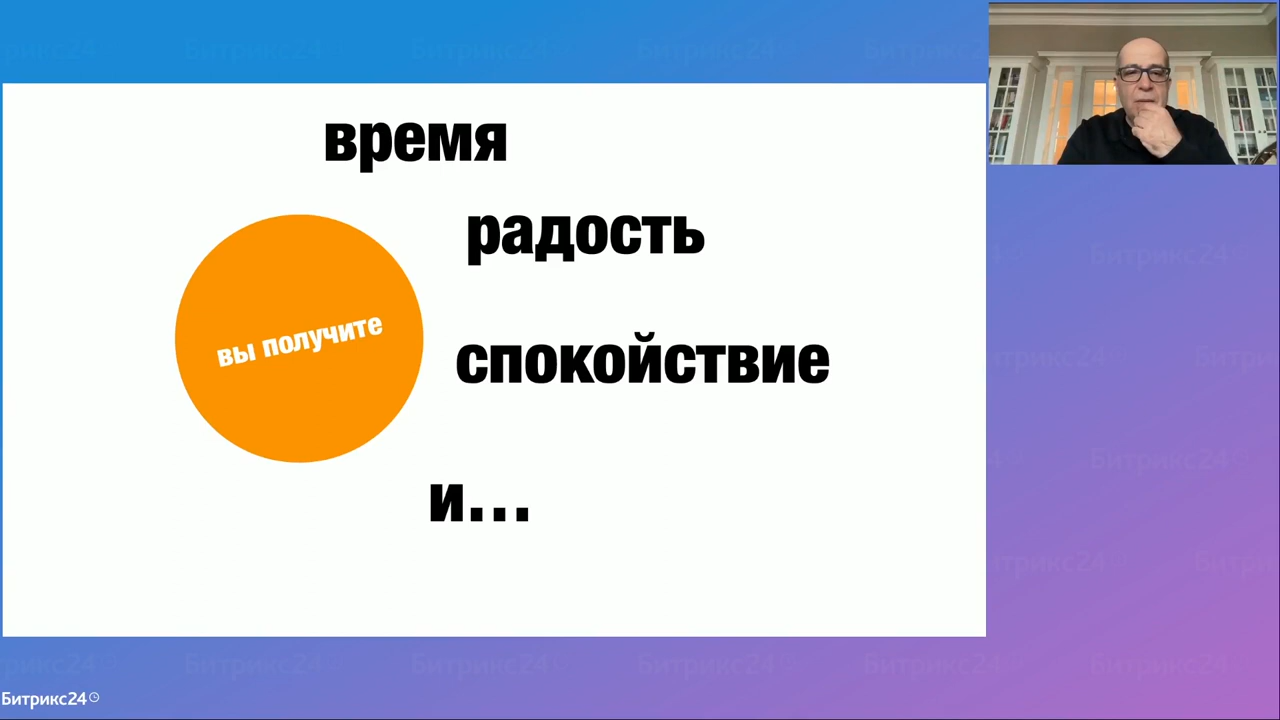 время
радость
вы получите
спокойствие
и...
Битрикс24